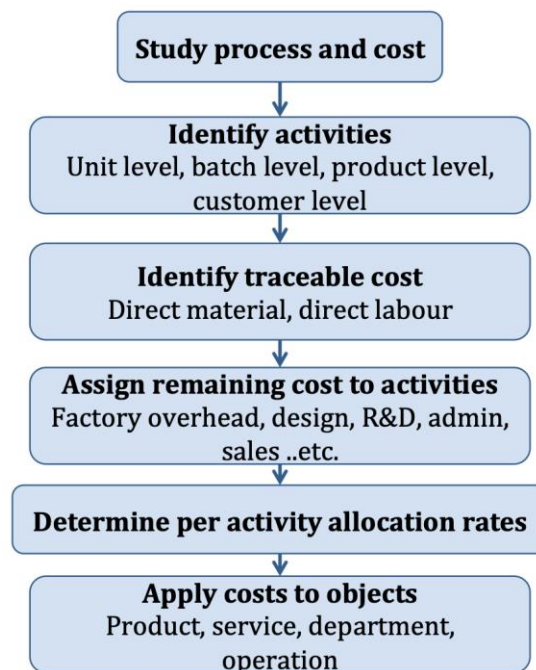 Study process and cost
Identify activities
Unit level, batch level, product level,
customer level
Identify traceable cost
Direct material, direct labour
Assign remaining cost to activities
Factory overhead, design, R&D, admin,
sales ..etc.
Determine per activity allocation rates
Apply costs to objects
Product, service, department,
operation